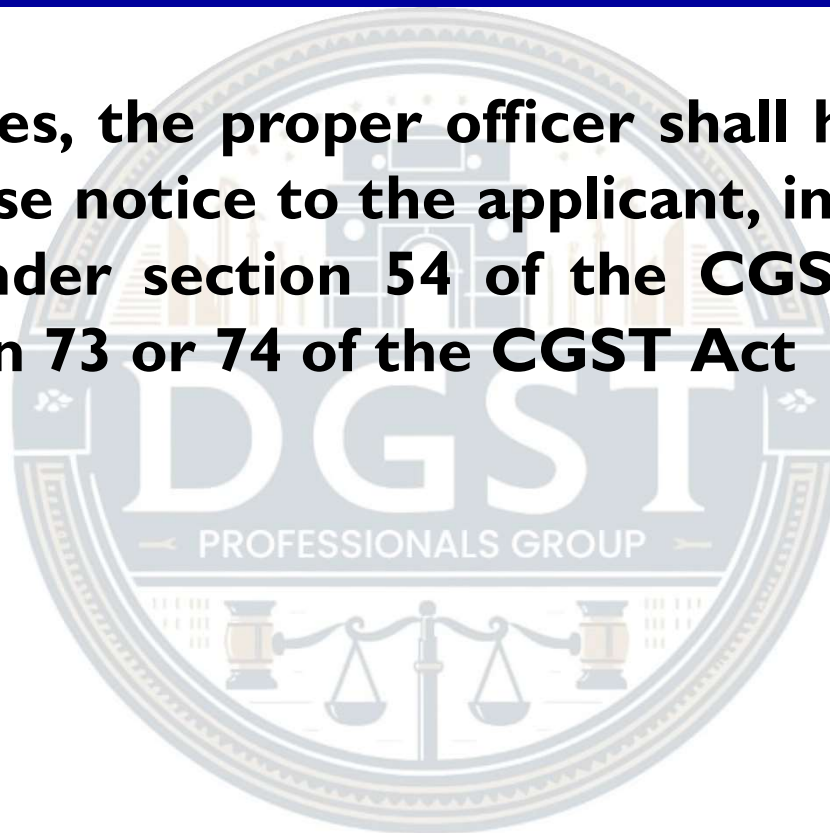 es, the proper officer shall h
se notice to the applicant, in
nder section 54 of the CGS
n 73 or 74 of the CGST Act
DGST
PROFESSIONALS GROUP